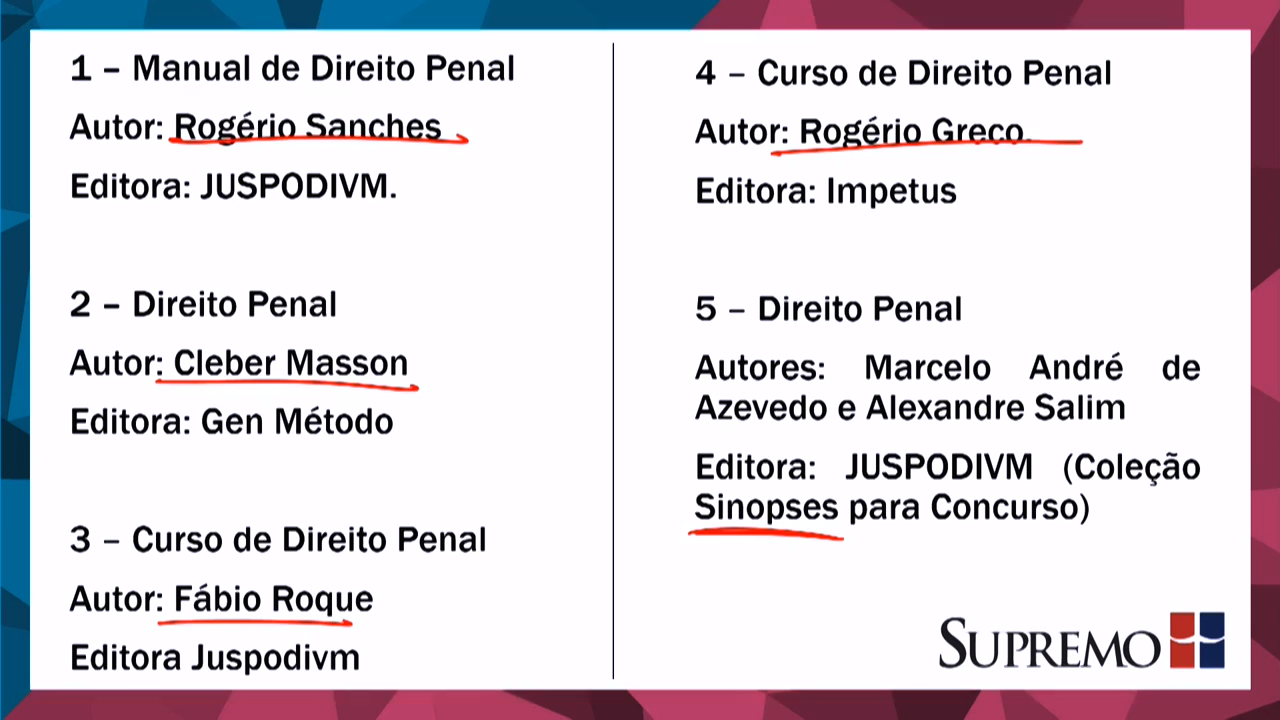 1 – Manual de Direito Penal
Autor: Rogério Sanches
Editora: JUSPODIVM.
2 – Direito Penal
Autor: Cleber Masson
Editora: Gen Método
3 – Curso de Direito Penal
Autor: Fábio Roque
Editora Juspodivm
4 – Curso de Direito Penal
Autor: Rogério Greco.
Editora: Impetus
5 – Direito Penal
Autores: Marcelo André de
Azevedo e Alexandre Salim
Editora: JUSPODIVM (Coleção
Sinopses para Concurso)
SUPREMO